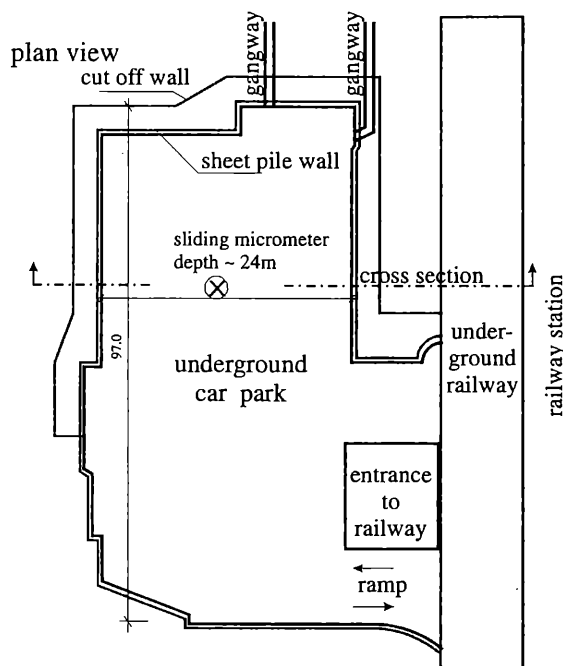 gangway
gangway
plan view
cut off wall
sheet pile wall
sliding micrometer
depth ~ 24m
cross section
97.0
under-
ground
railway
railway station
underground
car park
entrance
to
railway
ramp